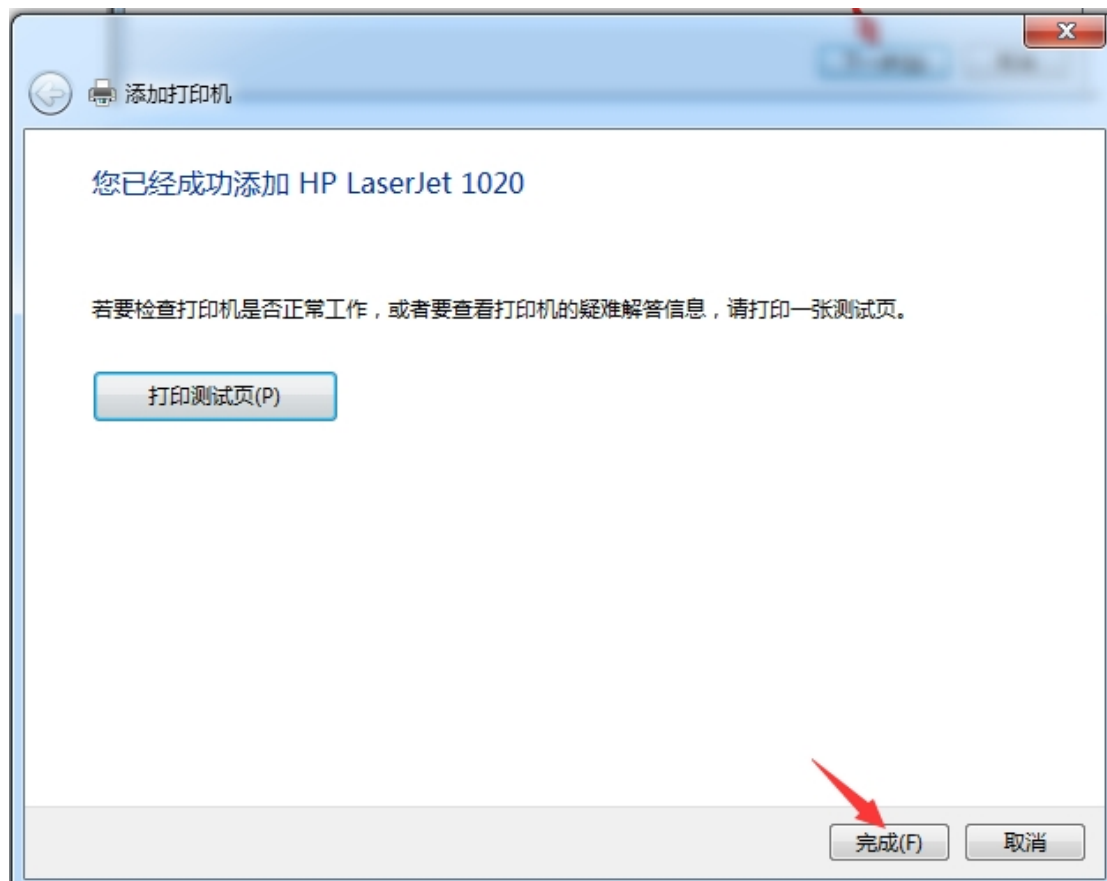 添加打印机
您已经成功添加 HP LaserJet 1020
若要检查打印机是否正常工作，或者要查看打印机的疑难解答信息，请打印一张测试页。
打印测试页(P)
完成(F)
取消